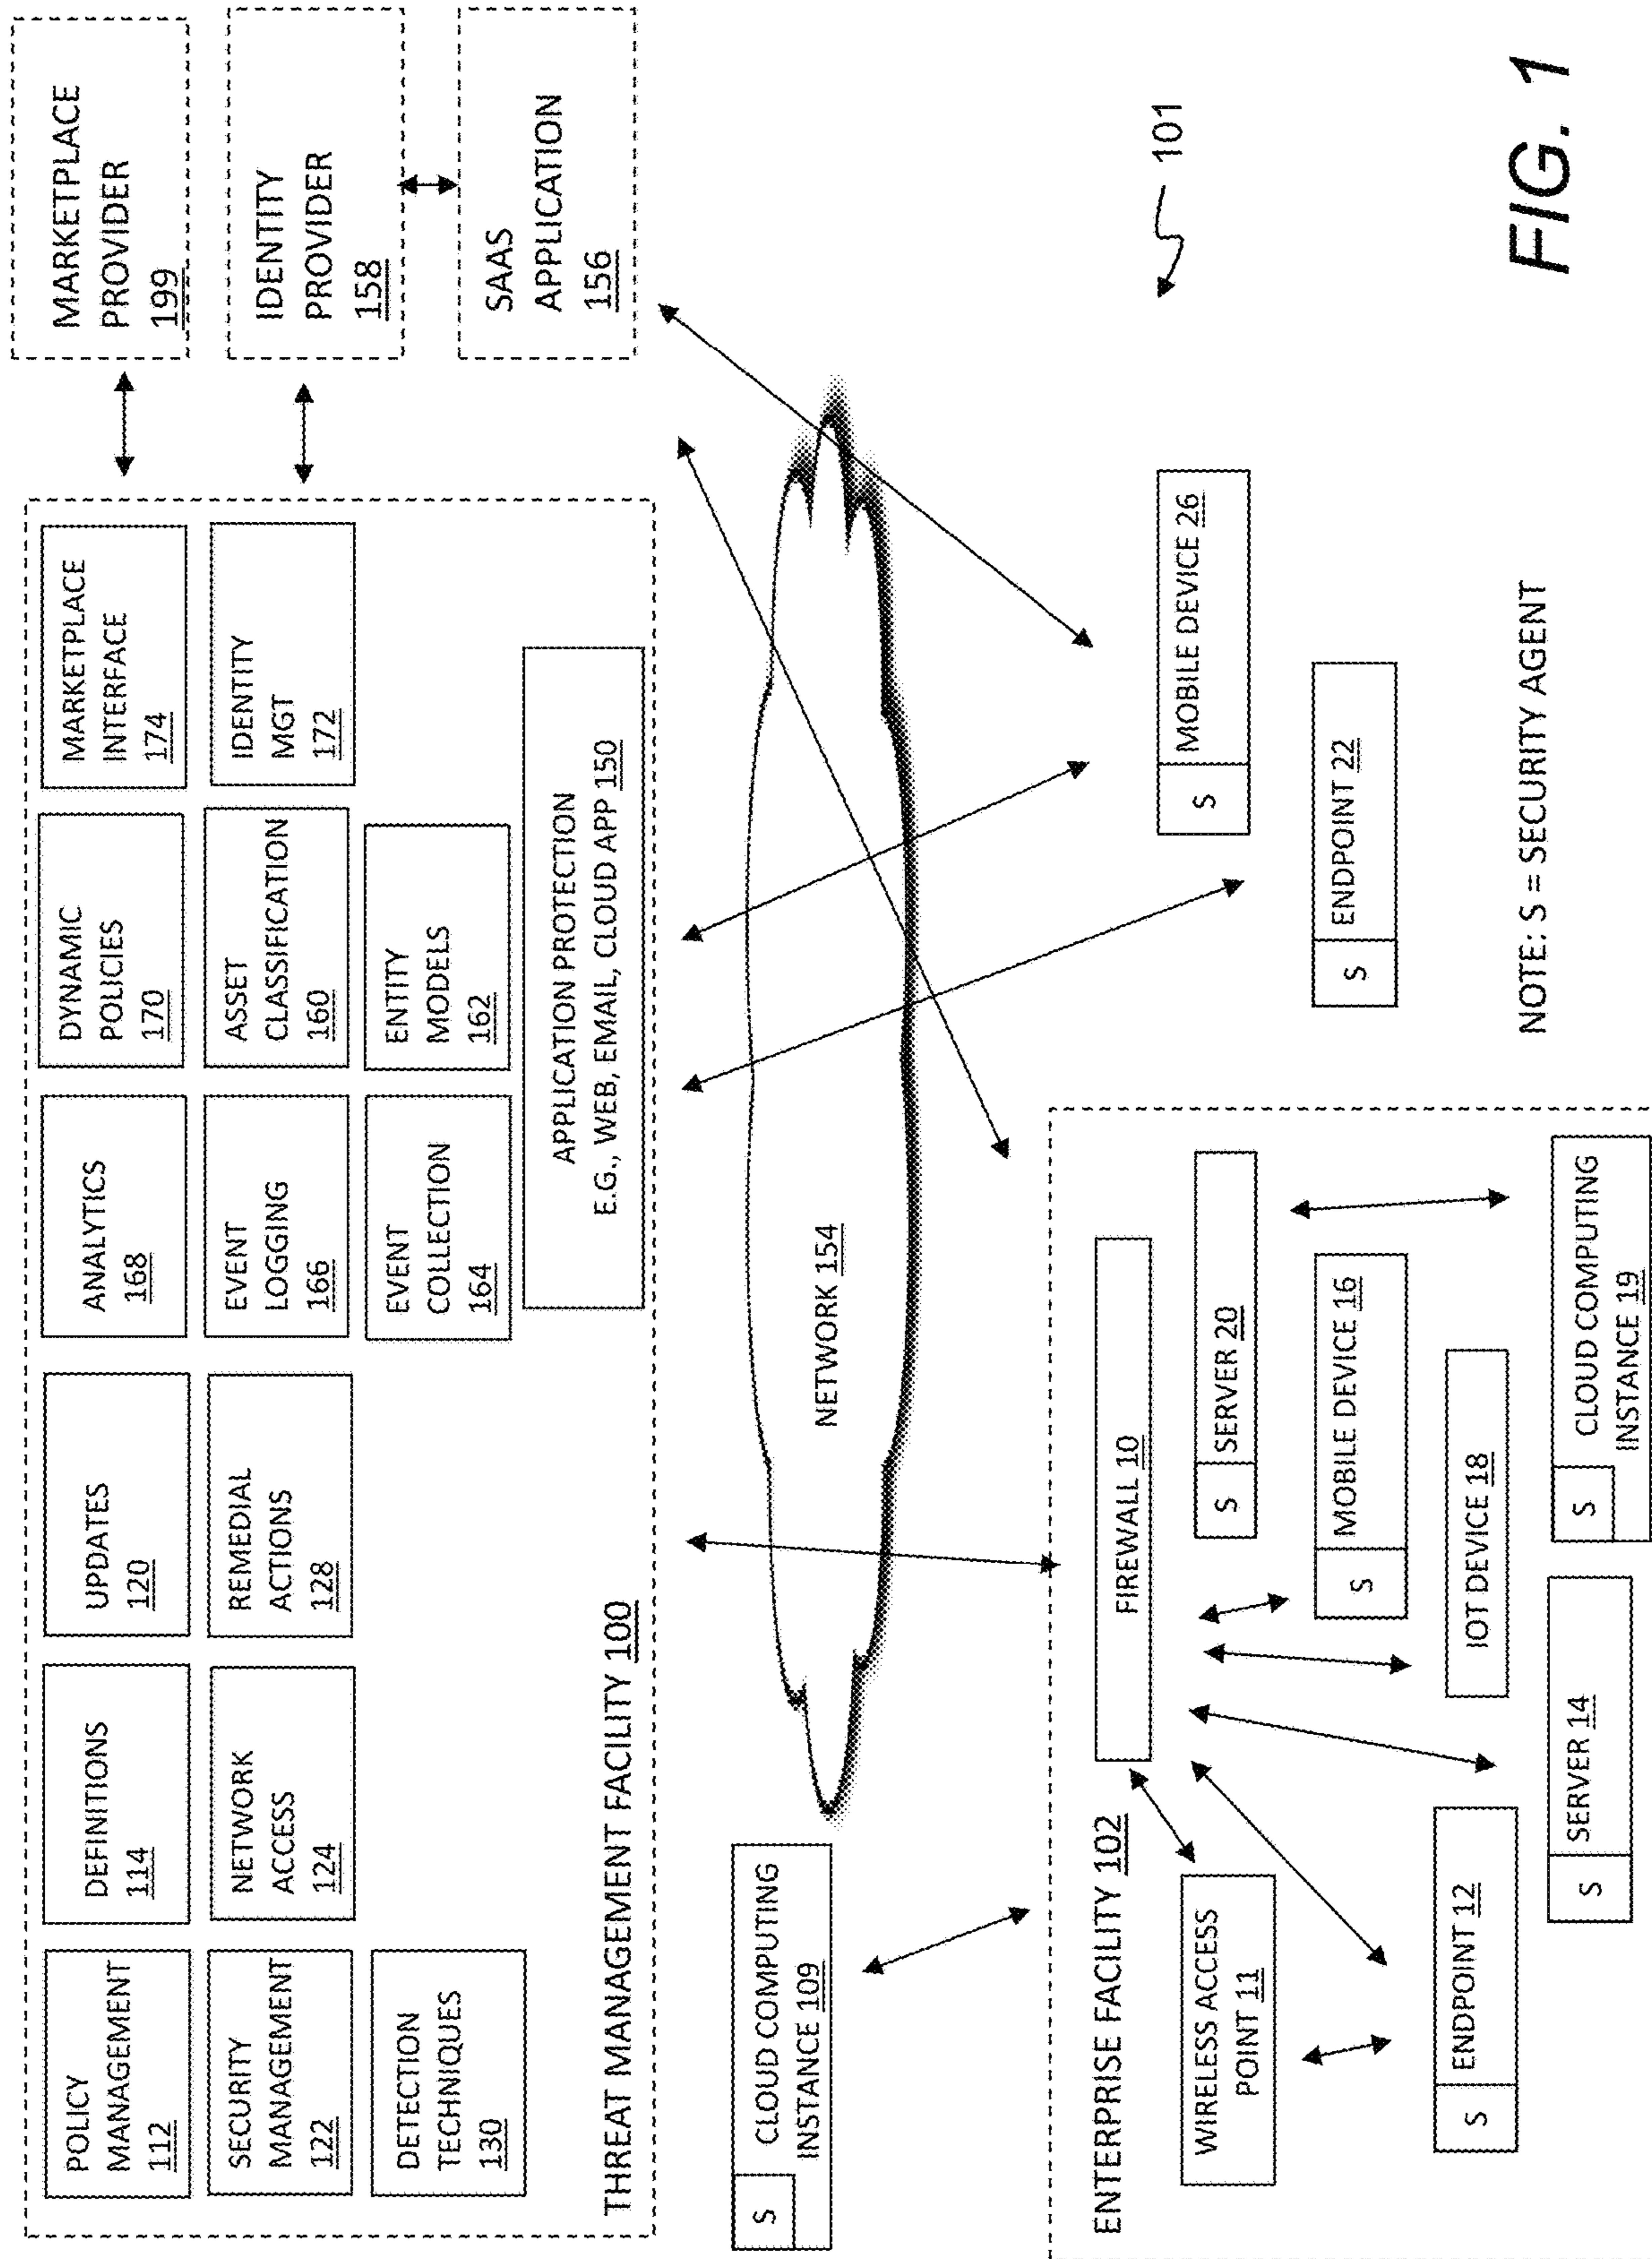 POLICY
MANAGEMENT
112
DEFINITIONS
114
UPDATES
120
ANALYTICS
168
DYNAMIC
POLICIES
170
MARKETPLACE
INTERFACE
174
MARKETPLACE
PROVIDER
199
SECURITY
MANAGEMENT
122
NETWORK
ACCESS
124
REMEDIAL
ACTIONS
128
EVENT
LOGGING
166
ASSET
CLASSIFICATION
160
IDENTITY
MGT
172
IDENTITY
PROVIDER
158
DETECTION
TECHNIQUES
130
EVENT
COLLECTION
164
ENTITY
MODELS
162
APPLICATION PROTECTION
E.G., WEB, EMAIL, CLOUD APP 150
THREAT MANAGEMENT FACILITY 100
SAAS
APPLICATION
156
S
CLOUD COMPUTING
INSTANCE 109
NETWORK 154
ENTERPRISE FACILITY 102
FIREWALL 10
WIRELESS ACCESS
POINT 11
S SERVER 20
S MOBILE DEVICE 16
S ENDPOINT 12
IOT DEVICE 18
S SERVER 14
S
CLOUD COMPUTING
INSTANCE 19
S MOBILE DEVICE 26
S ENDPOINT 22
101
NOTE: S = SECURITY AGENT
FIG. 1